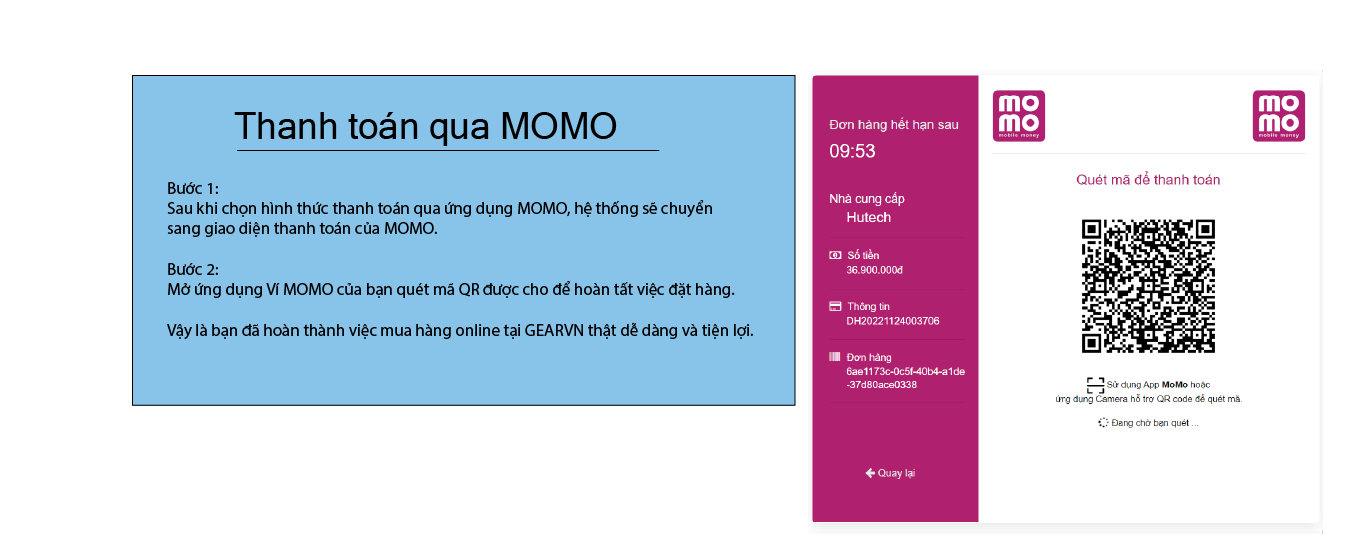 Thanh toán qua MOMO
Bước 1:
Sau khi chọn hình thức thanh toán qua ứng dụng MOMO, hệ thống sẽ chuyển
sang giao diện thanh toán của MOMO.
Bước 2:
Mở ứng dụng Ví MOMO của bạn quét mã QR được cho để hoàn tất việc đặt hàng.
Vậy là bạn đã hoàn thành việc mua hàng online tại GEARVN thật dễ dàng và tiện lợi.
Đơn hàng hết hạn sau
09:53
Nhà cung cấp
Hutech
Số tiền
36.900.000đ
Thông tin
DH20221124003706
Đơn hàng
6ae1173c-0c5f-40b4-a1de
-37d80ace0338
Quay lại
mo
mo
mobile money
mo
mo
mobile money
Quét mã để thanh toán
Sử dụng App MoMo hoặc
ứng dụng Camera hỗ trợ QR code để quét mã.
Đang chờ bạn quét ...